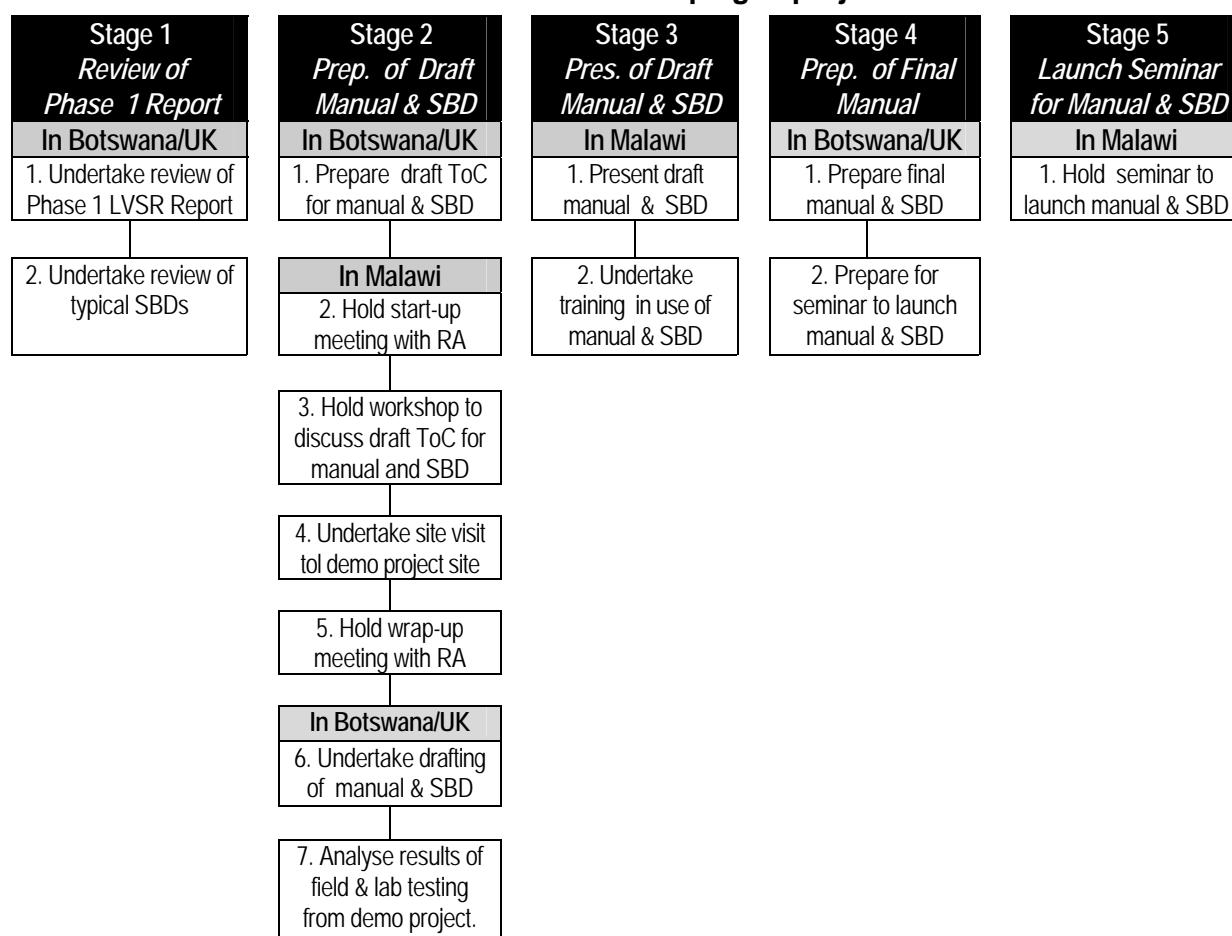 Stage 1
Review of
Phase 1 Report
In Botswana/UK
1. Undertake review of
Phase 1 LVSR Report
2. Undertake review of
typical SBDs
Stage 2
Prep. of Draft
Manual & SBD
In Botswana/UK
1. Prepare draft ToC
for manual & SBD
In Malawi
2. Hold start-up
meeting with RA
3. Hold workshop to
discuss draft ToC for
manual and SBD
4. Undertake site visit
tol demo project site
5. Hold wrap-up
meeting with RA
In Botswana/UK
6. Undertake drafting
of manual & SBD
7. Analyse results of
field & lab testing
from demo project.
Stage 3
Pres. of Draft
Manual & SBD
In Malawi
1. Present draft
manual & SBD
2. Undertake
training in use of
manual & SBD
Stage 4
Prep. of Final
Manual
In Botswana/UK
1. Prepare final
manual & SBD
2. Prepare for
seminar to launch
manual & SBD
Stage 5
Launch Seminar
for Manual & SBD
In Malawi
1. Hold seminar to
launch manual & SBD